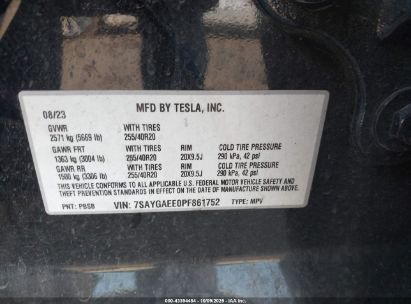 MFD BY TESLA, INC.
08/23
GVWR WITH TIRES
2571 kg (5669 lb) 255/40R20
GAWR FRT WITH TIRES RIM COLD TIRE PRESSURE
1363 kg (3004 lb) 255/40R20 20X9.5J 290 kPa, 42 psi
GAWR RR WITH TIRES RIM COLD TIRE PRESSURE
1500 kg (3306 lb) 255/40R20 20X9.5J 290 kPa, 42 psi
THIS VEHICLE CONFORMS TO ALL APPLICABLE U.S. FEDERAL MOTOR VEHICLE SAFETY AND
THEFT PREVENTION STANDARDS IN EFFECT ON THE DATE OF MANUFACTURE SHOWN ABOVE.
PNT: PBSB VIN: 7SAYGAEE0PF861752 TYPE: MPV